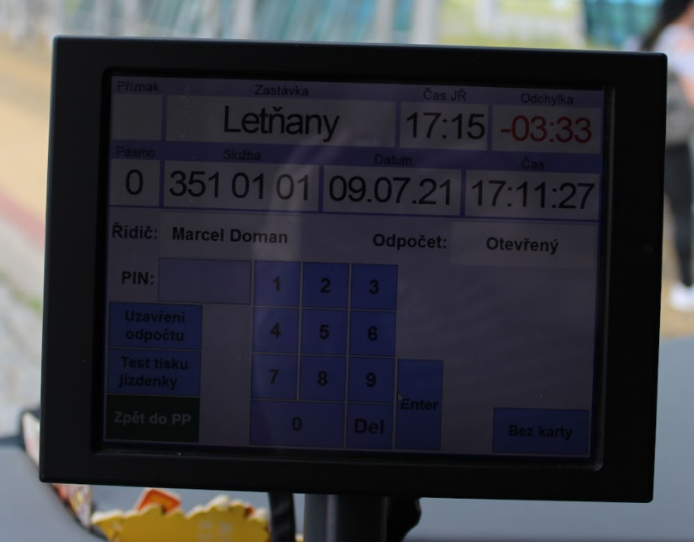 Příznak Zastávka Čas JŘ Odchylka
Letňany 17:15 -03:33
Pásmo Služba Datum Čas
0 351 01 01 09.07.21 17:11:27
Řidič: Marcel Doman Odpočet: Otevřený
PIN: 1 2 3
Uzavření
odpočtu
4 5 6
Test tisku
jízdenky
7 8 9
Enter
Zpět do PP 0 Del Bez karty